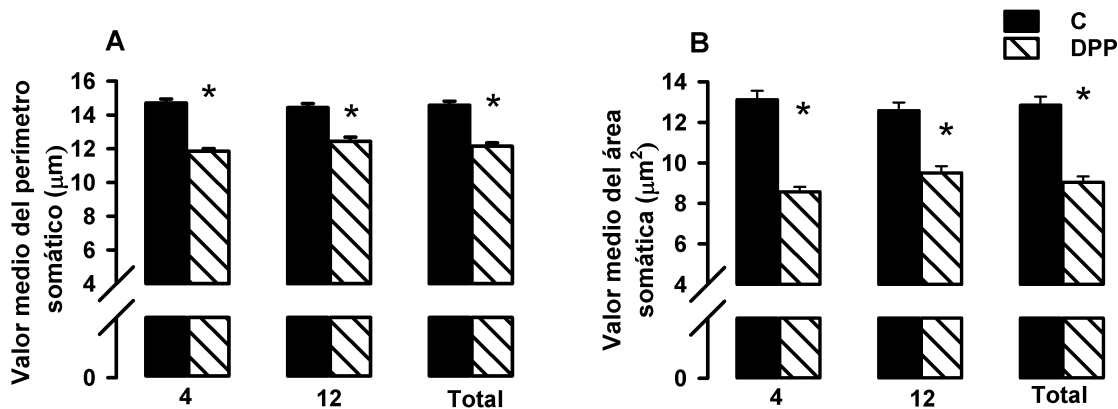 A
Valor medio del perímetro
somático (μm)
16
14
12
10
8
6
4
0
*
*
*
4
12
Total
B
C
DPP
Valor medio del área
somática (μm²)
14
12
10
8
6
4
0
*
*
*
4
12
Total